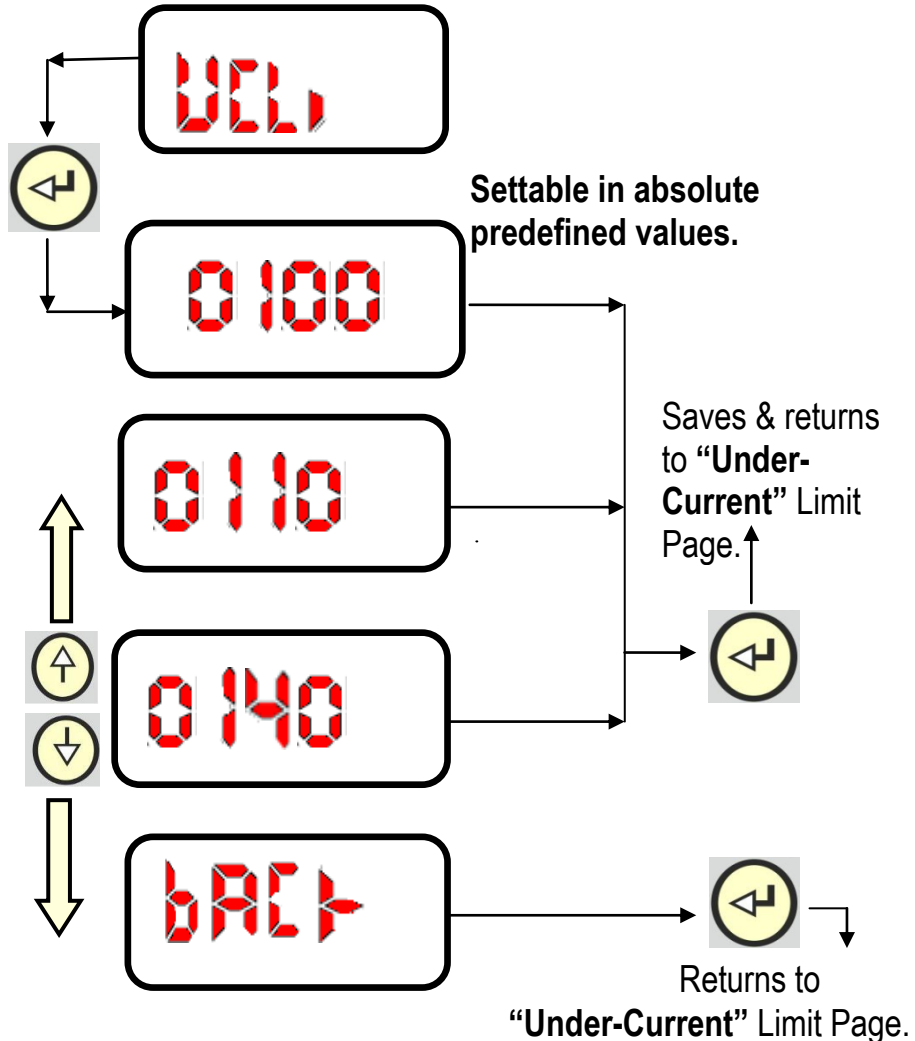 UCLi
Settable in absolute
predefined values.
0100
0110
Saves & returns
to “Under-
Current” Limit
Page.
0140
bACk
Returns to
“Under-Current” Limit Page.